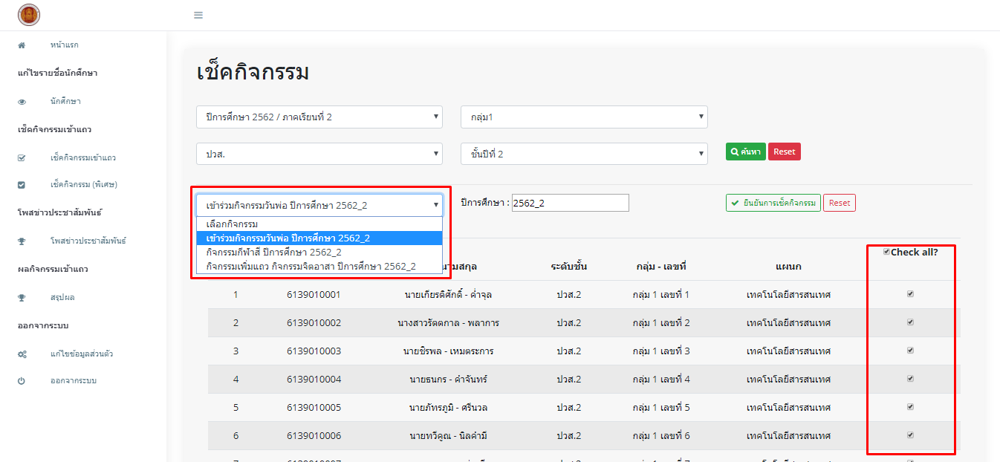 หน้าแรก
แก้ไขรายชื่อนักศึกษา
นักศึกษา
เช็คกิจกรรมเข้าแถว
เช็คกิจกรรมเข้าแถว
เช็คกิจกรรม (พิเศษ)
โพสข่าวประชาสัมพันธ์
โพสข่าวประชาสัมพันธ์
ผลกิจกรรมเข้าแถว
สรุปผล
ออกจากระบบ
แก้ไขข้อมูลส่วนตัว
ออกจากระบบ
เช็คกิจกรรม
ปีการศึกษา 2562 / ภาคเรียนที่ 2 กลุ่ม1
ปวส. ชั้นปีที่ 2 ค้นหา Reset
เข้าร่วมกิจกรรมวันพ่อ ปีการศึกษา 2562_2 ปีการศึกษา : 2562_2 ยืนยันการเช็คกิจกรรม Reset
เลือกกิจกรรม
เข้าร่วมกิจกรรมวันพ่อ ปีการศึกษา 2562_2
กิจกรรมกีฬาสี ปีการศึกษา 2562_2
กิจกรรมเพิ่มแถว กิจกรรมจิตอาสา ปีการศึกษา 2562_2
Check all?
นามสกุล ระดับชั้น กลุ่ม - เลขที่ แผนก
1 6139010001 นายเกียรติศักดิ์ - ค่ำจุล ปวส.2 กลุ่ม 1 เลขที่ 1 เทคโนโลยีสารสนเทศ
2 6139010002 นางสาวรัตตกาล - พลาการ ปวส.2 กลุ่ม 1 เลขที่ 2 เทคโนโลยีสารสนเทศ
3 6139010003 นายชิรพล - เหมตระการ ปวส.2 กลุ่ม 1 เลขที่ 3 เทคโนโลยีสารสนเทศ
4 6139010004 นายธนกร - คำจันทร์ ปวส.2 กลุ่ม 1 เลขที่ 4 เทคโนโลยีสารสนเทศ
5 6139010005 นายภัทรภูมิ - ศรีนวล ปวส.2 กลุ่ม 1 เลขที่ 5 เทคโนโลยีสารสนเทศ
6 6139010006 นายทวีคูณ - นิลคำมี ปวส.2 กลุ่ม 1 เลขที่ 6 เทคโนโลยีสารสนเทศ